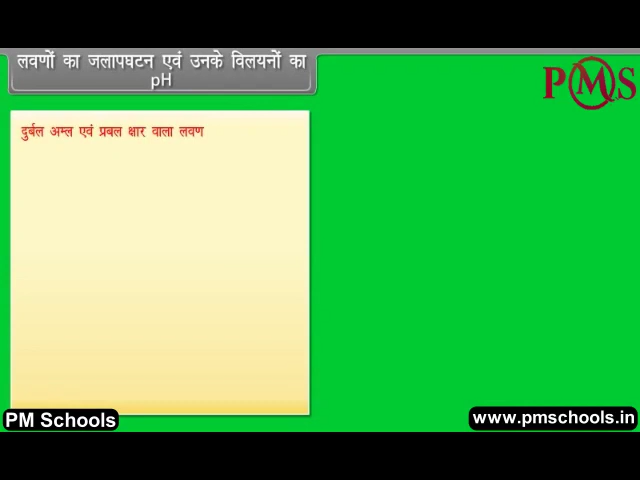 लवणों का जलापघटन एवं उनके विलयनों का
pH
PMS
दुर्बल अम्ल एवं प्रबल क्षार वाला लवण
PM Schools
www.pmschools.in